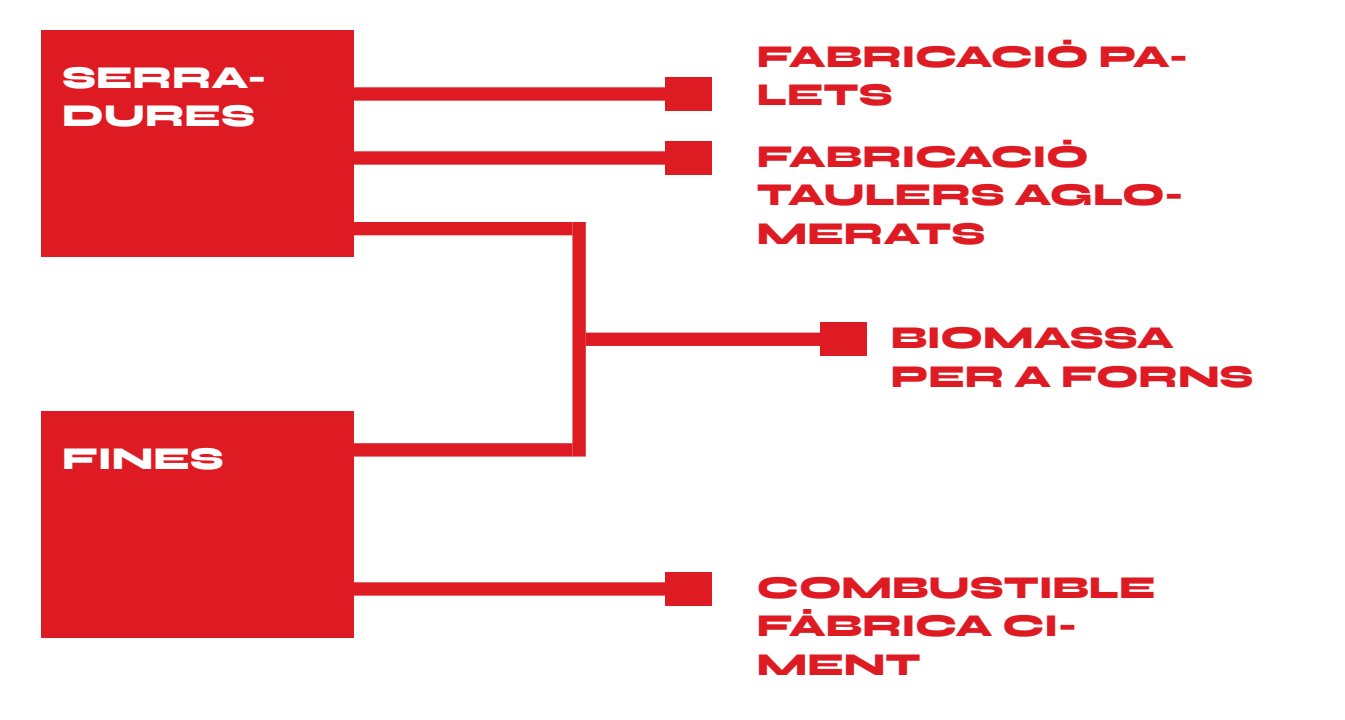 SERRA-
DURES
FABRICACIÓ PA-
LETS
FABRICACIÓ
TAULERS AGLO-
MERATS
BIOMASSA
PER A FORNS
FINES
COMBUSTIBLE
FÀBRICA CI-
MENT